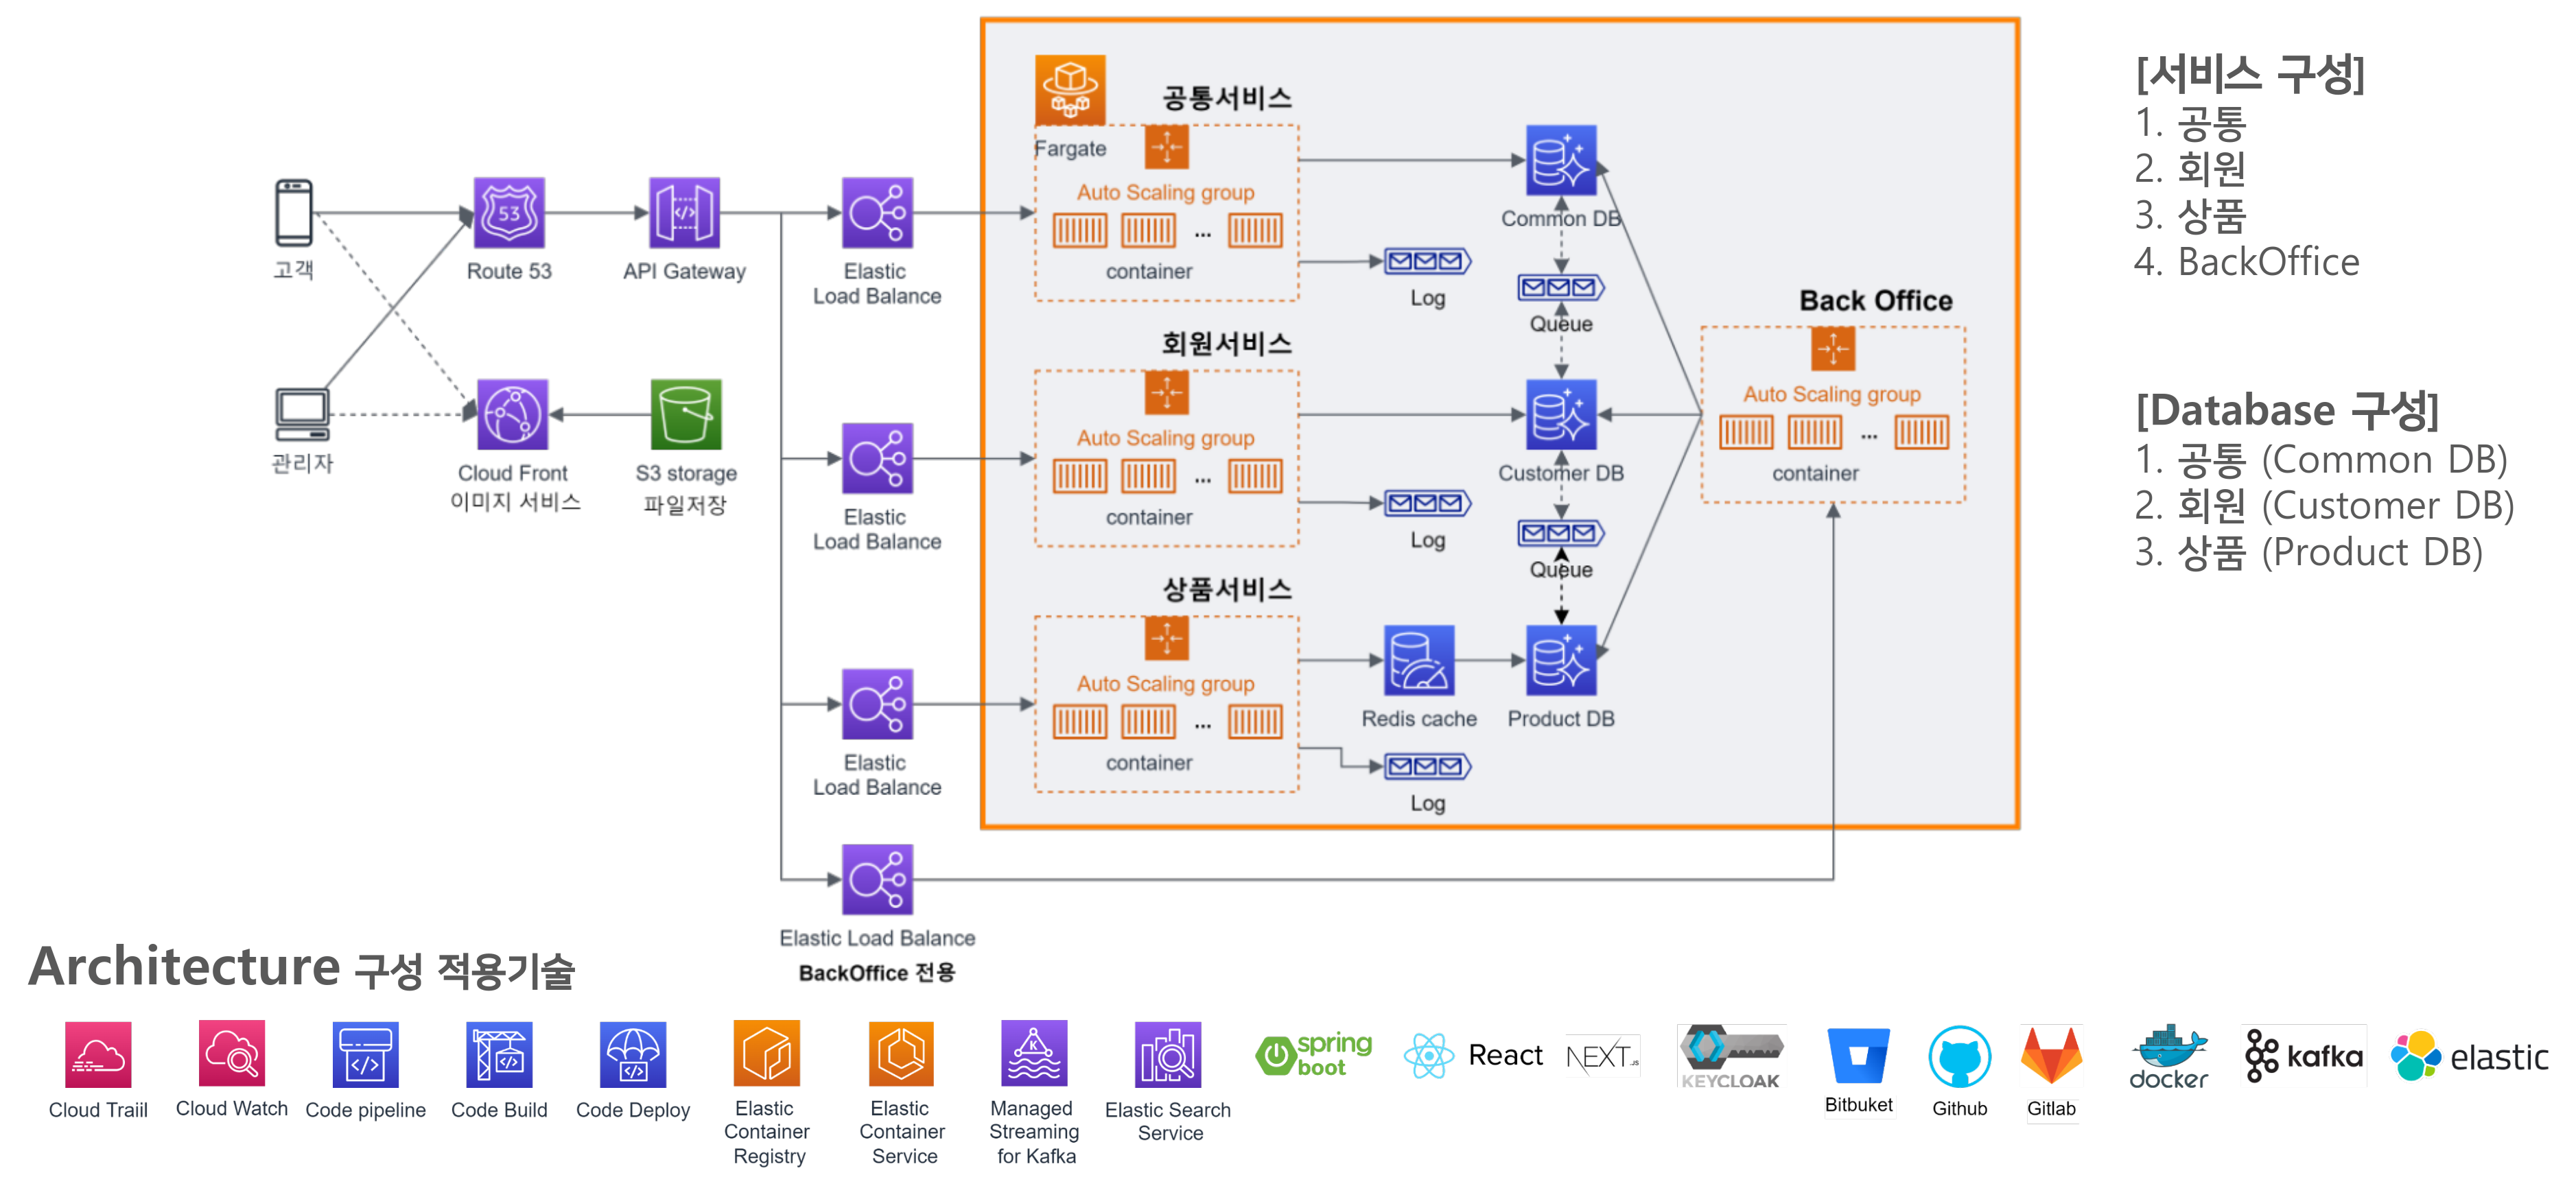 공통서비스
Fargate
Auto Scaling group
...
container
Common DB
Log
Queue
고객
Route 53
53
API Gateway
Elastic
Load Balance
회원서비스
Auto Scaling group
...
container
Customer DB
Log
Queue
Back Office
Auto Scaling group
...
container
관리자
Cloud Front
이미지 서비스
S3 storage
파일저장
Elastic
Load Balance
상품서비스
Auto Scaling group
...
container
Redis cache
Product DB
Log
Elastic
Load Balance
Elastic Load Balance
BackOffice 전용
[서비스 구성]
1. 공통
2. 회원
3. 상품
4. BackOffice
[Database 구성]
1. 공통 (Common DB)
2. 회원 (Customer DB)
3. 상품 (Product DB)
Architecture 구성 적용기술
Cloud Traiil
Cloud Watch
Code pipeline
Code Build
Code Deploy
Elastic
Container
Registry
Elastic
Container
Service
K
Managed
Streaming
for Kafka
Elastic Search
Service
spring
boot
React
NEXT.JS
KEYCLOAK
Bitbuket
Github
Gitlab
docker
kafka
elastic